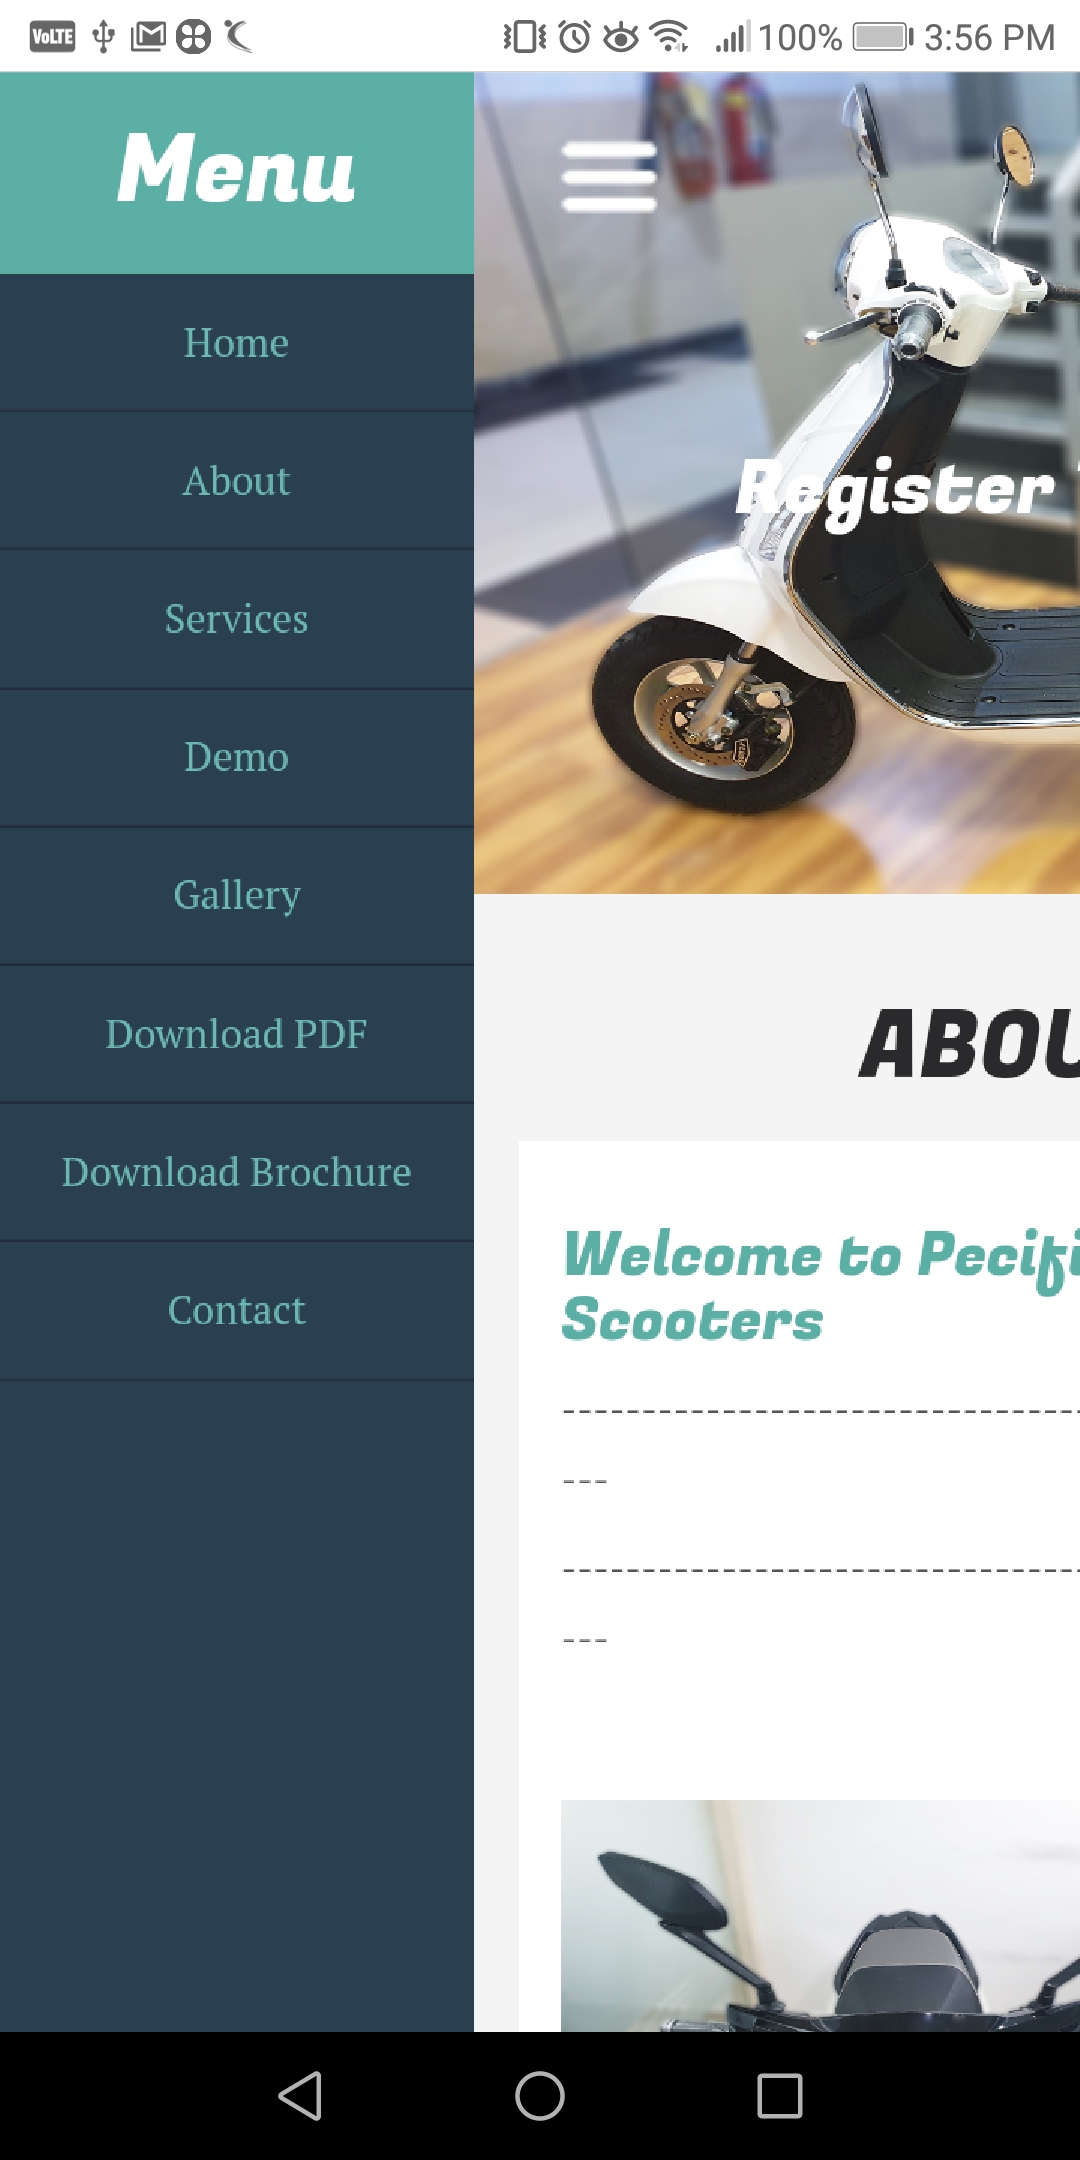 VoLTE 100% 3:56 PM
Menu
Home
About
Services
Demo
Gallery
Download PDF
Download Brochure
Contact
Register
ABOU
Welcome to Pecifi
Scooters
---------------------------------
---
---------------------------------
---